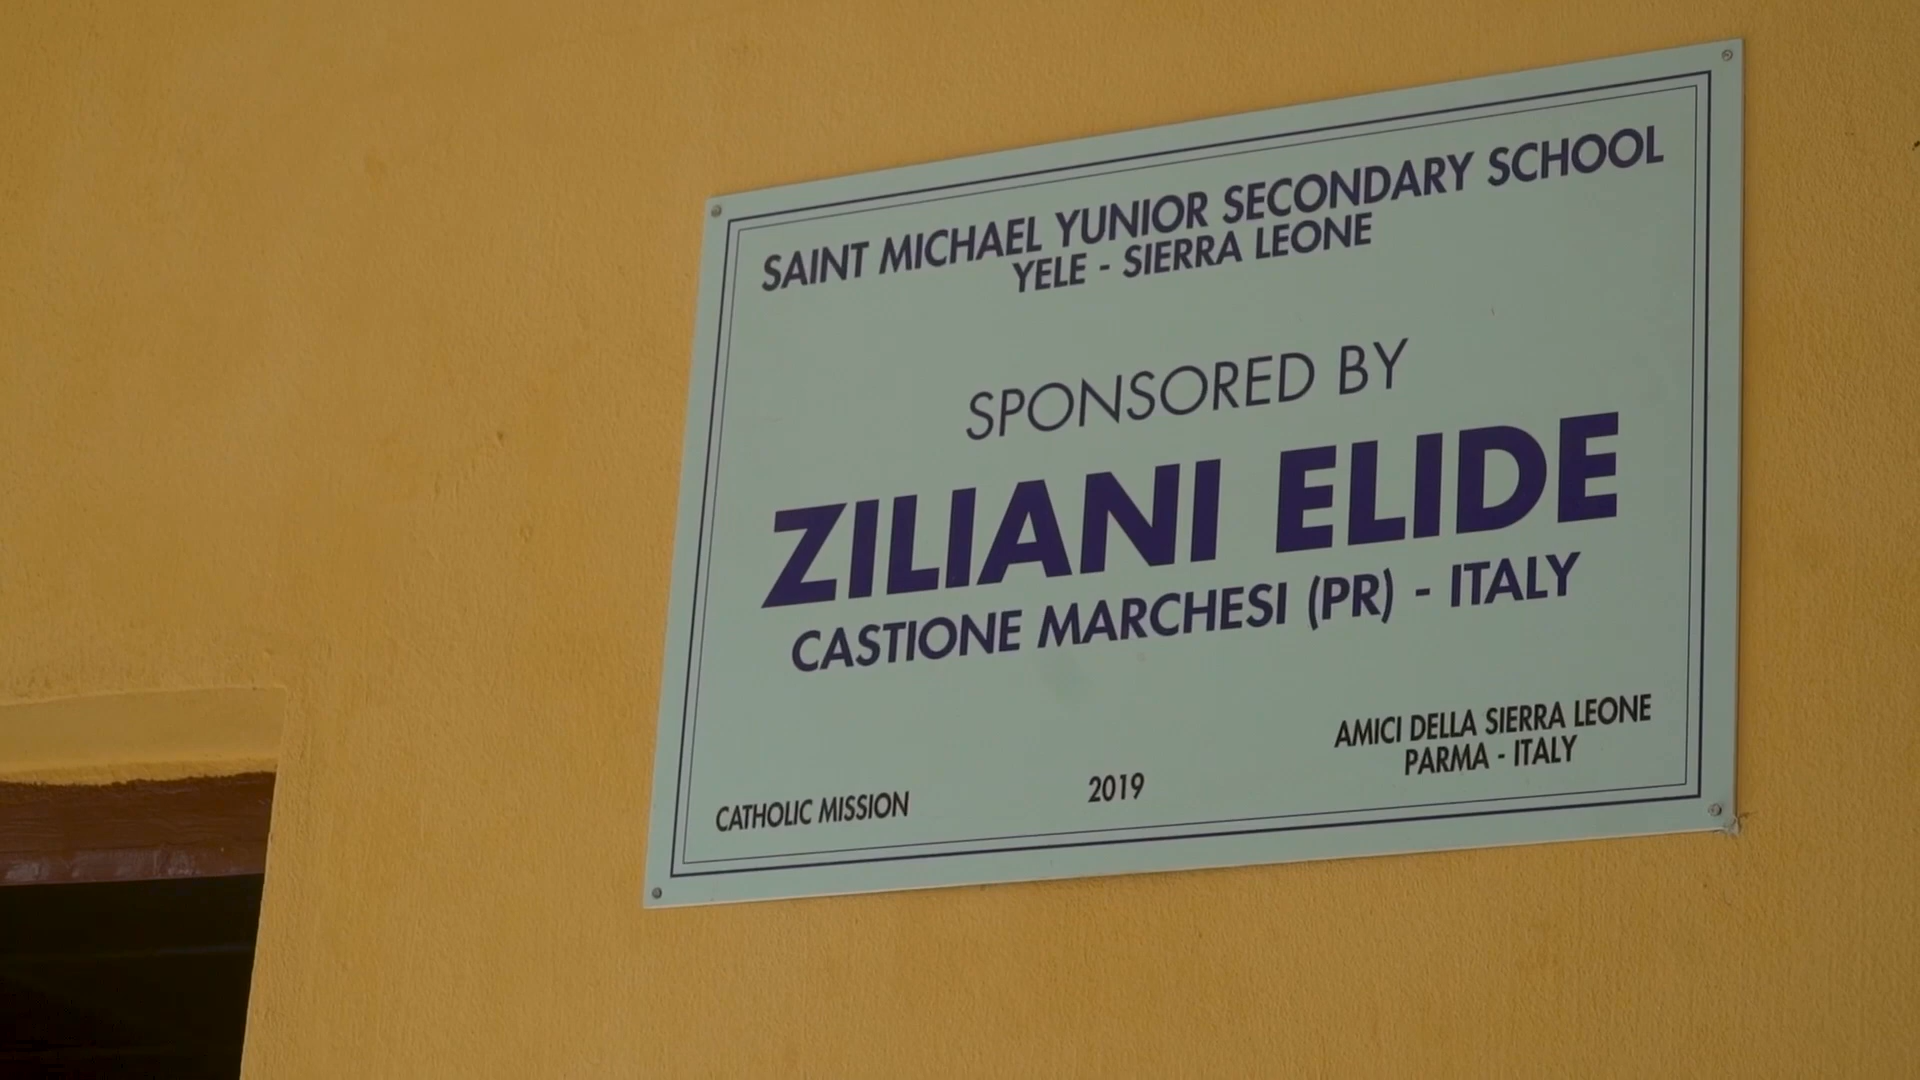 SAINT MICHAEL YUNIOR SECONDARY SCHOOL
YELE - SIERRA LEONE
SPONSORED BY
ZILIANI ELIDE
CASTIONE MARCHESI (PR) - ITALY
AMICI DELLA SIERRA LEONE
PARMA - ITALY
CATHOLIC MISSION
2019